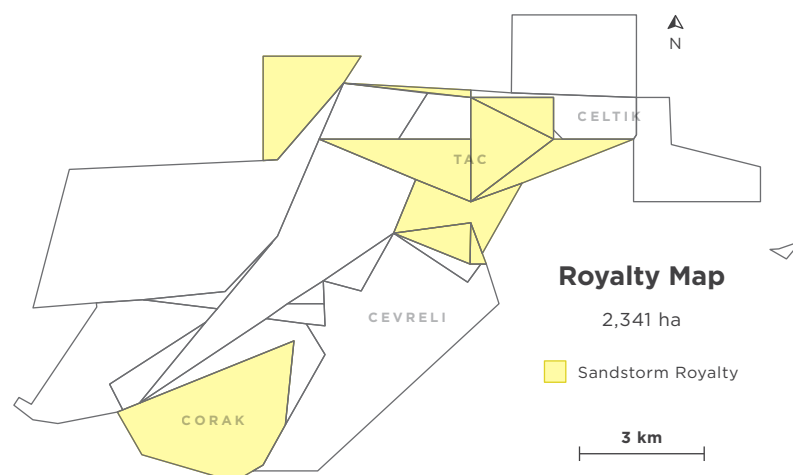 N
CELTIK
TAC
Royalty Map
2,341 ha
CEVRELI
Sandstorm Royalty
CORAK
3 km